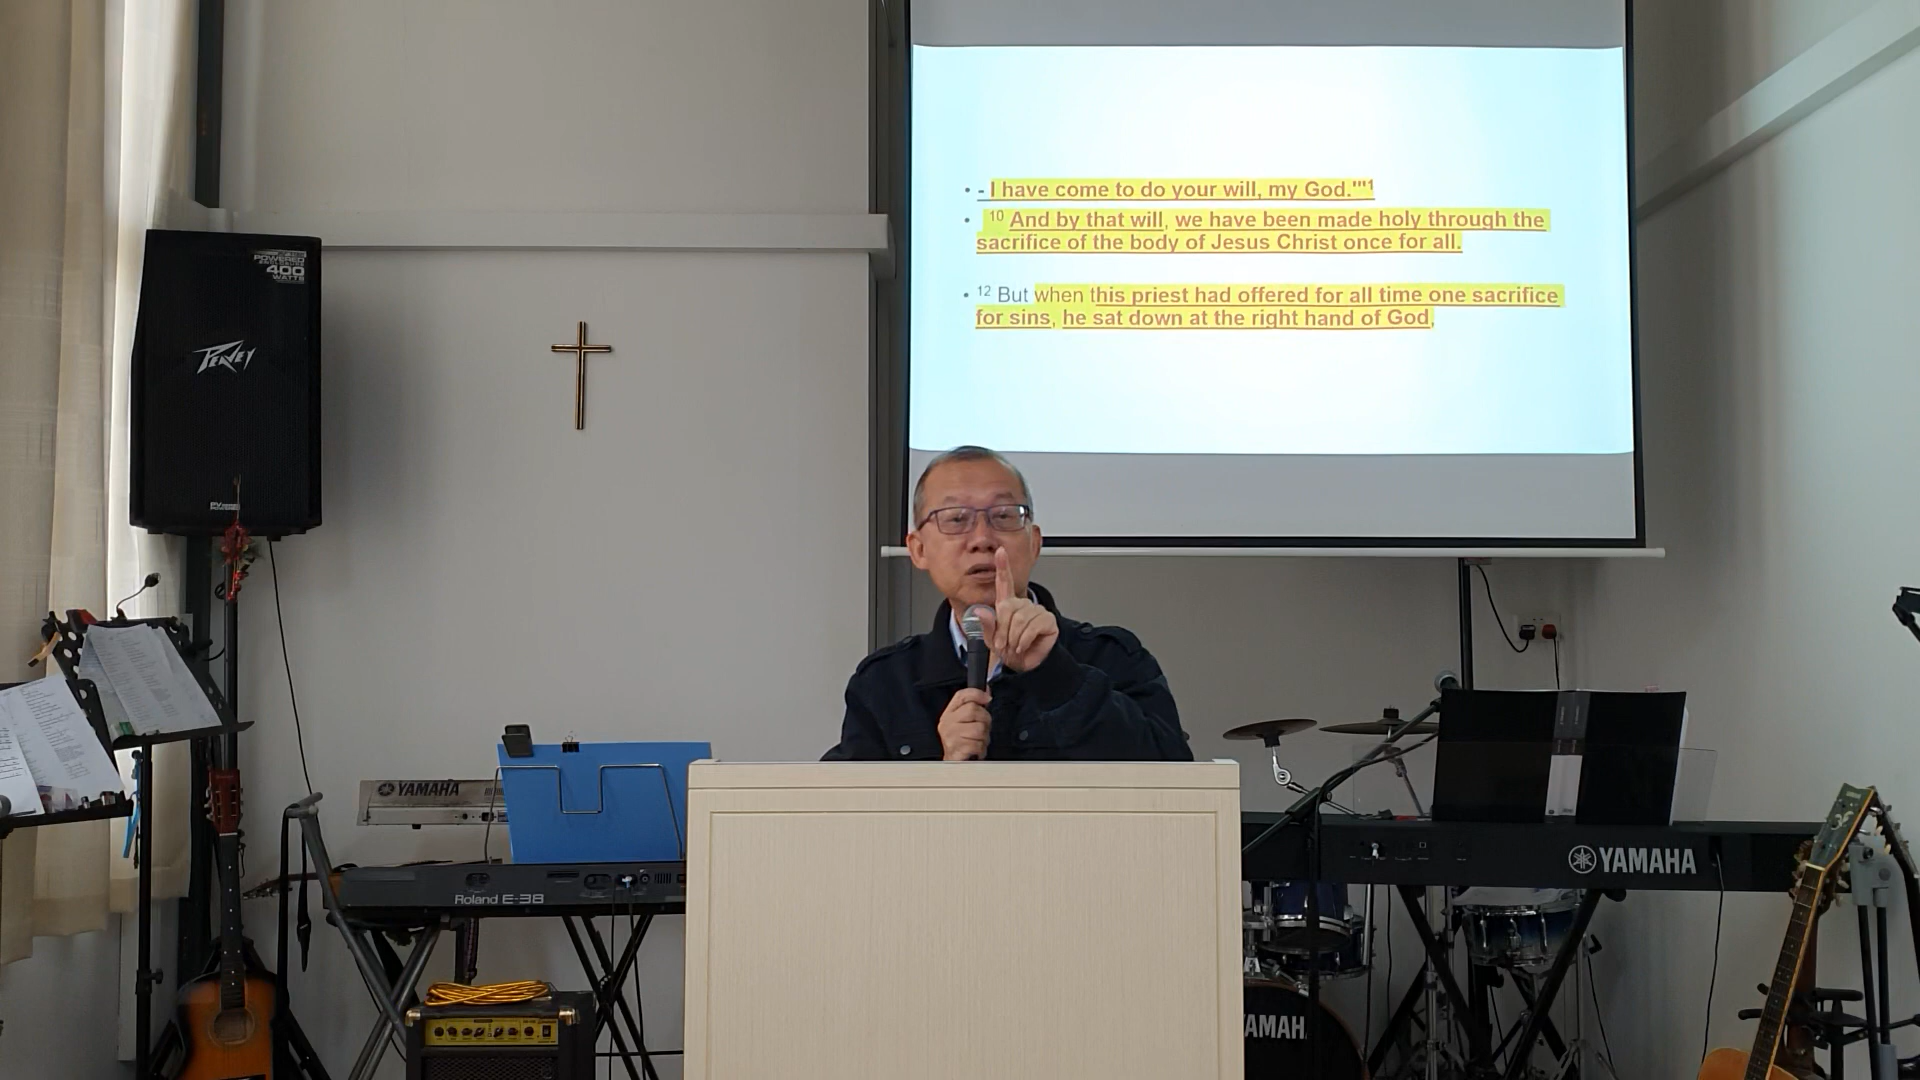 • - I have come to do your will, my God.'"¹
• ¹⁰ And by that will, we have been made holy through the
sacrifice of the body of Jesus Christ once for all.
• ¹² But when this priest had offered for all time one sacrifice
for sins, he sat down at the right hand of God,
POWERED
400
WATTS
PEAVEY
YAMAHA
Roland E-38
YAMAHA
YAMAH